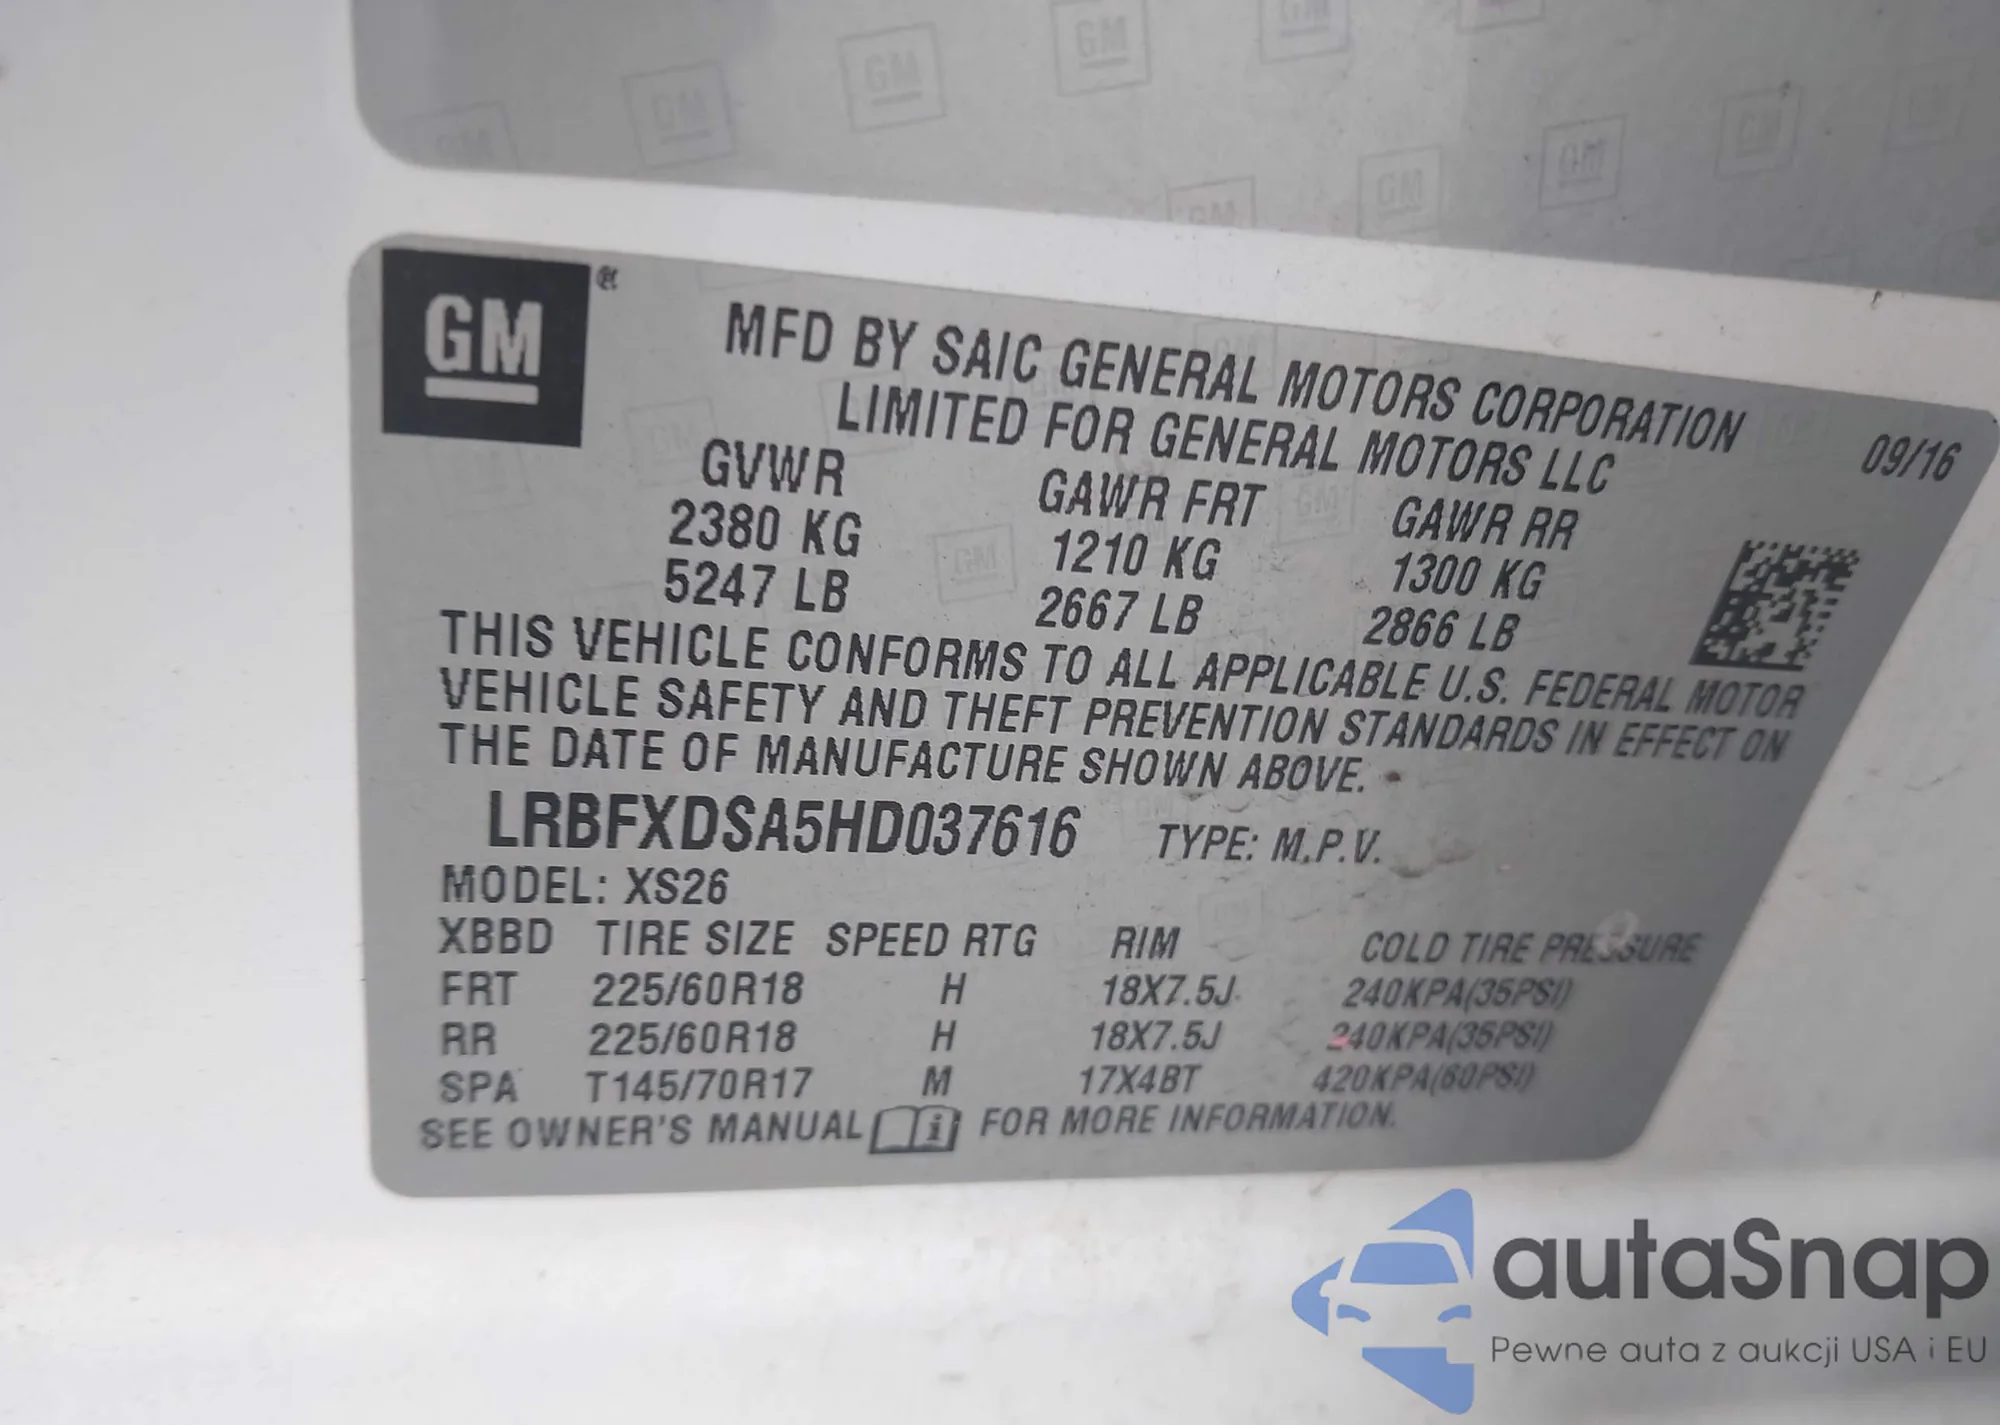 GM
MFD BY SAIC GENERAL MOTORS CORPORATION
LIMITED FOR GENERAL MOTORS LLC
09/16
GVWR GAWR FRT GAWR RR
2380 KG 1210 KG 1300 KG
5247 LB 2667 LB 2866 LB
THIS VEHICLE CONFORMS TO ALL APPLICABLE U.S. FEDERAL MOTOR
VEHICLE SAFETY AND THEFT PREVENTION STANDARDS IN EFFECT ON
THE DATE OF MANUFACTURE SHOWN ABOVE.
LRBFXDSA5HD037616 TYPE: M.P.V.
MODEL: XS26
XBBD TIRE SIZE SPEED RTG RIM COLD TIRE PRESSURE
FRT 225/60R18 H 18X7.5J 240KPA(35PSI)
RR 225/60R18 H 18X7.5J 240KPA(35PSI)
SPA T145/70R17 M 17X4BT 420KPA(60PSI)
SEE OWNER'S MANUAL i FOR MORE INFORMATION.
autaSnap
Pewne auta z aukcji USA i EU